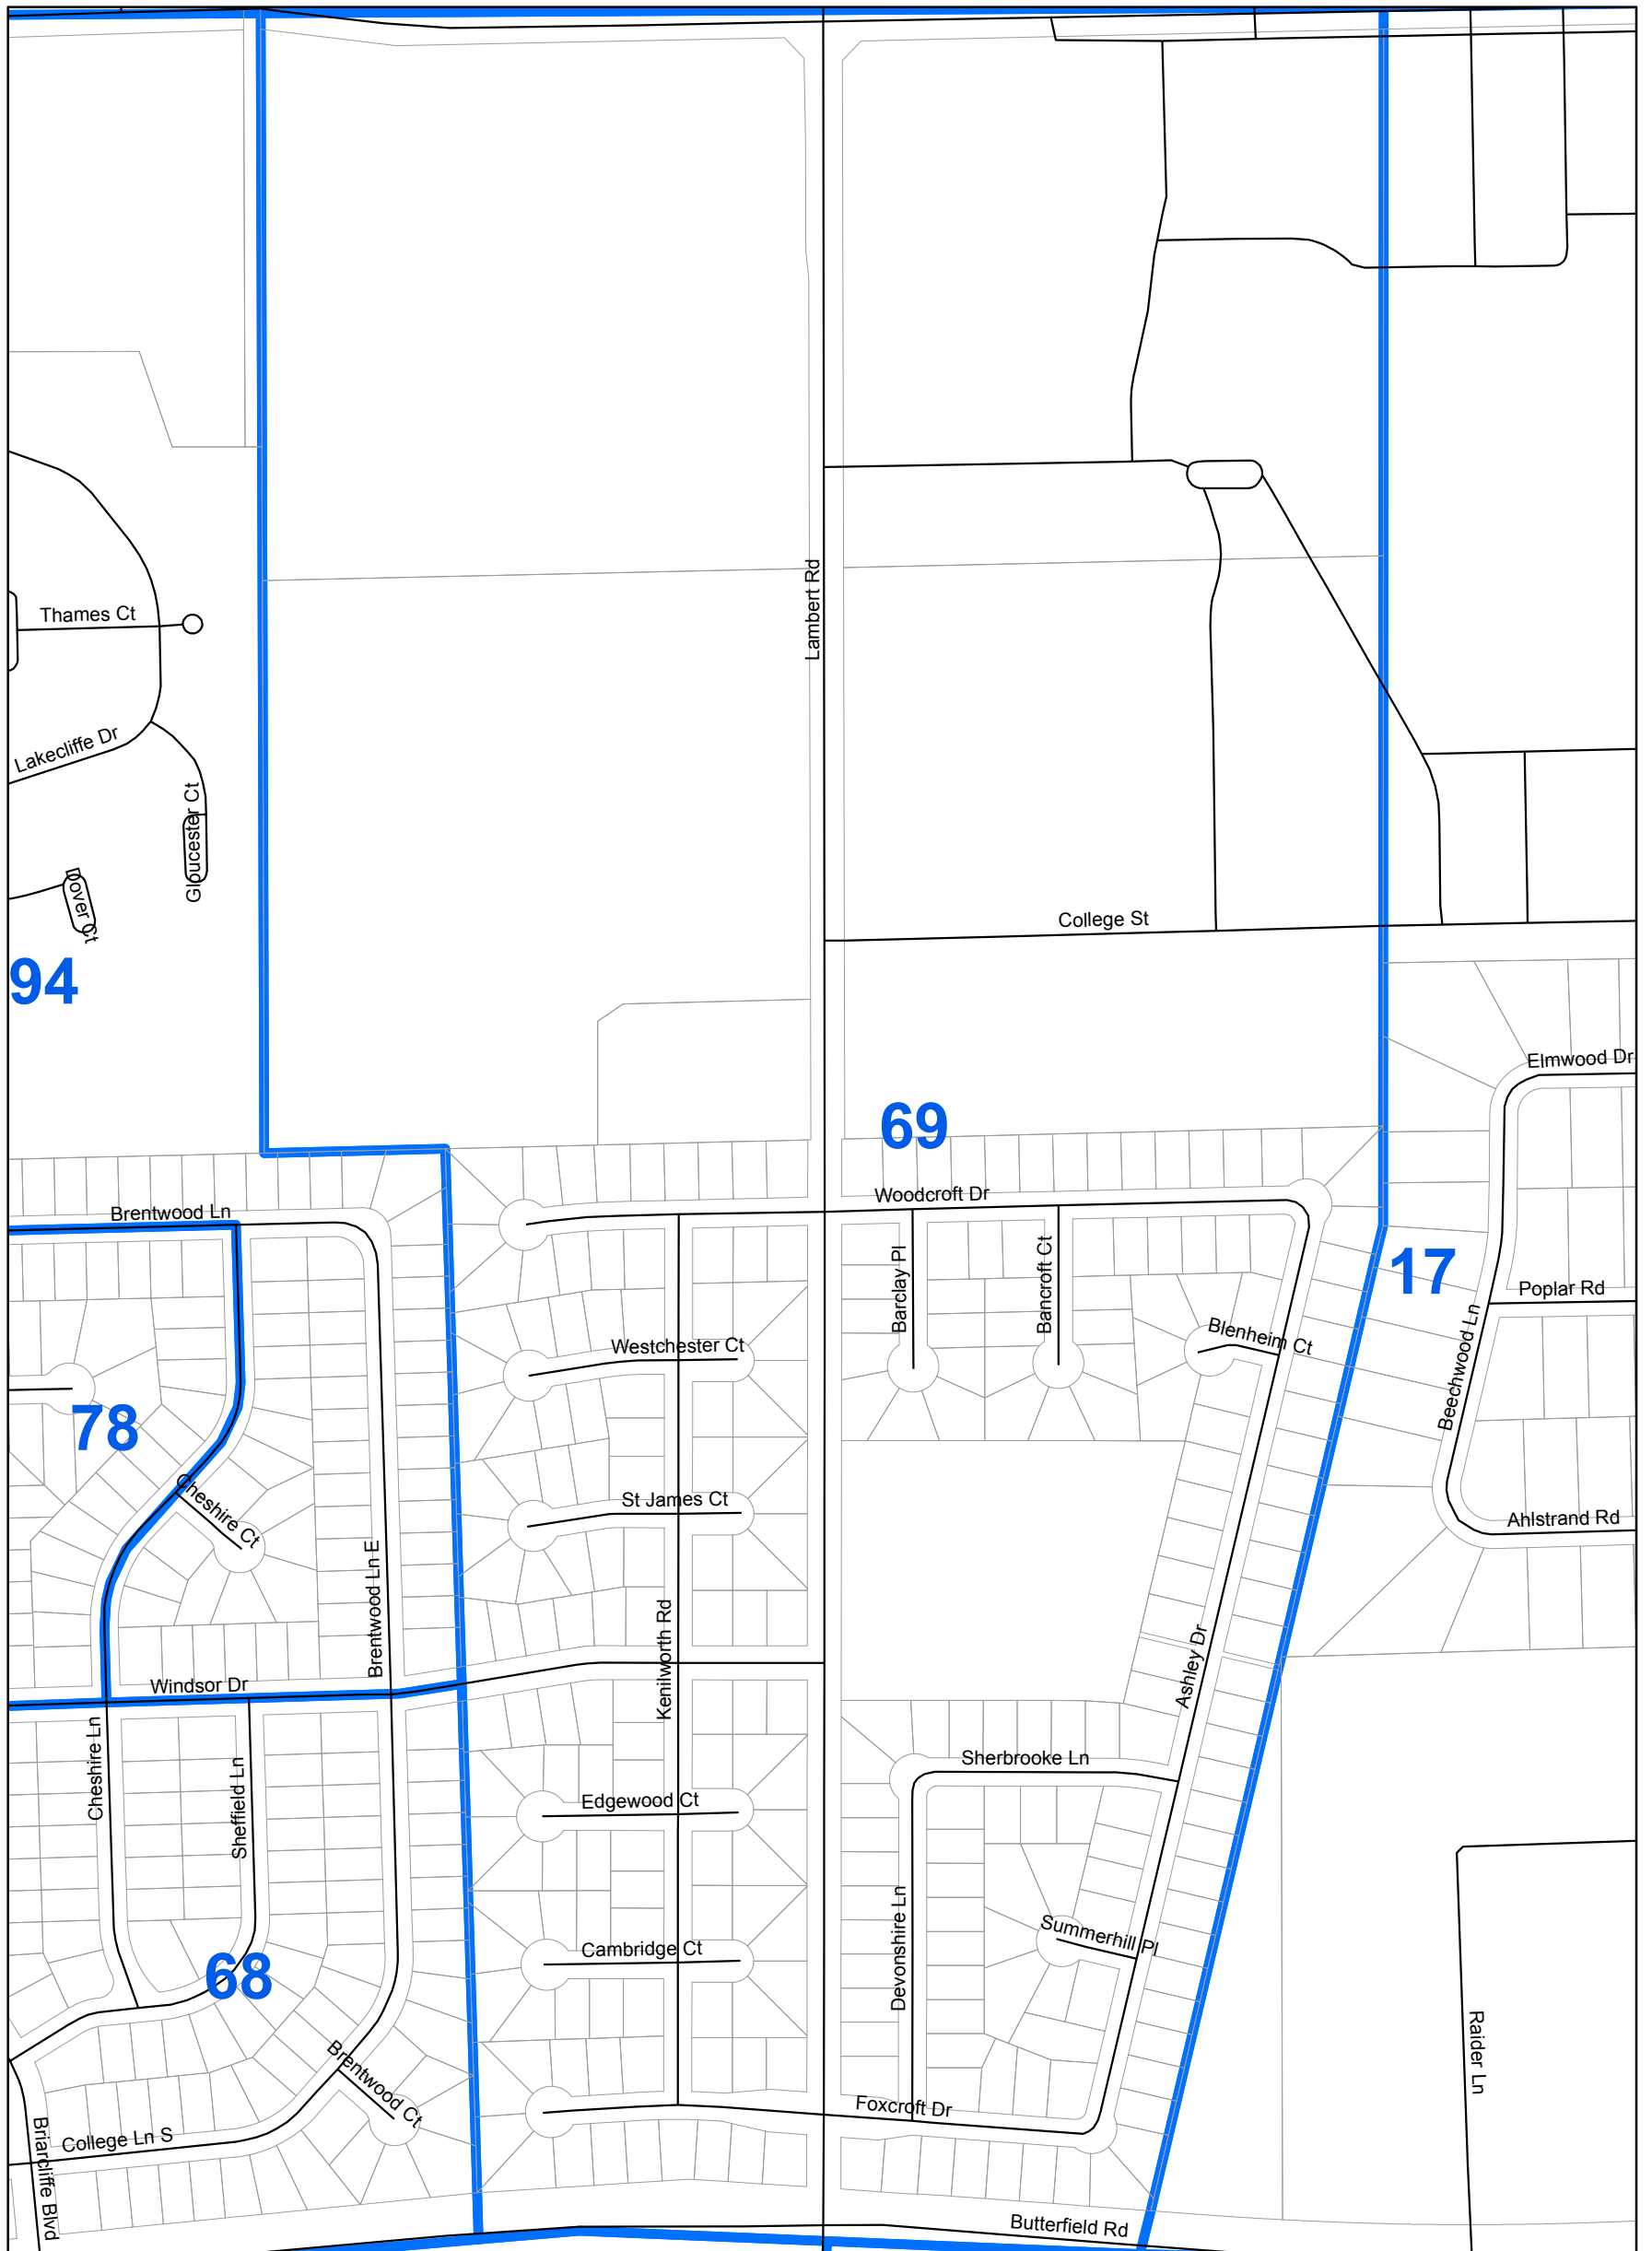 Thames Ct
Lambert Rd
Lakecliffe Dr
Gloucester Ct
Dover Ct
College St
94
Elmwood Dr
69
Woodcroft Dr
Brentwood Ln
Barclay Pl
Bancroft Ct
17
Poplar Rd
Blenheim Ct
Westchester Ct
Beechwood Ln
78
Cheshire Ct
St James Ct
Ahlstrand Rd
Brentwood Ln E
Kenilworth Rd
Ashley Dr
Windsor Dr
Cheshire Ln
Sheffield Ln
Sherbrooke Ln
Edgewood Ct
Devonshire Ln
Summerhill Pl
Cambridge Ct
68
Raider Ln
Brentwood Ct
Foxcroft Dr
College Ln S
Briarcliffe Blvd
Butterfield Rd